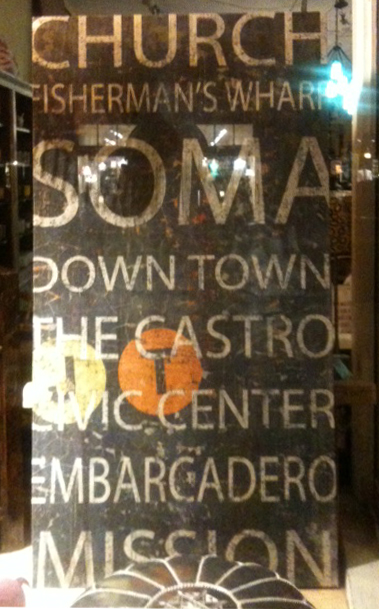 CHURCH
FISHERMAN'S WHARF
SOMA
DOWN TOWN
THE CASTRO
T
CIVIC CENTER
EMBARCADERO
MISSION